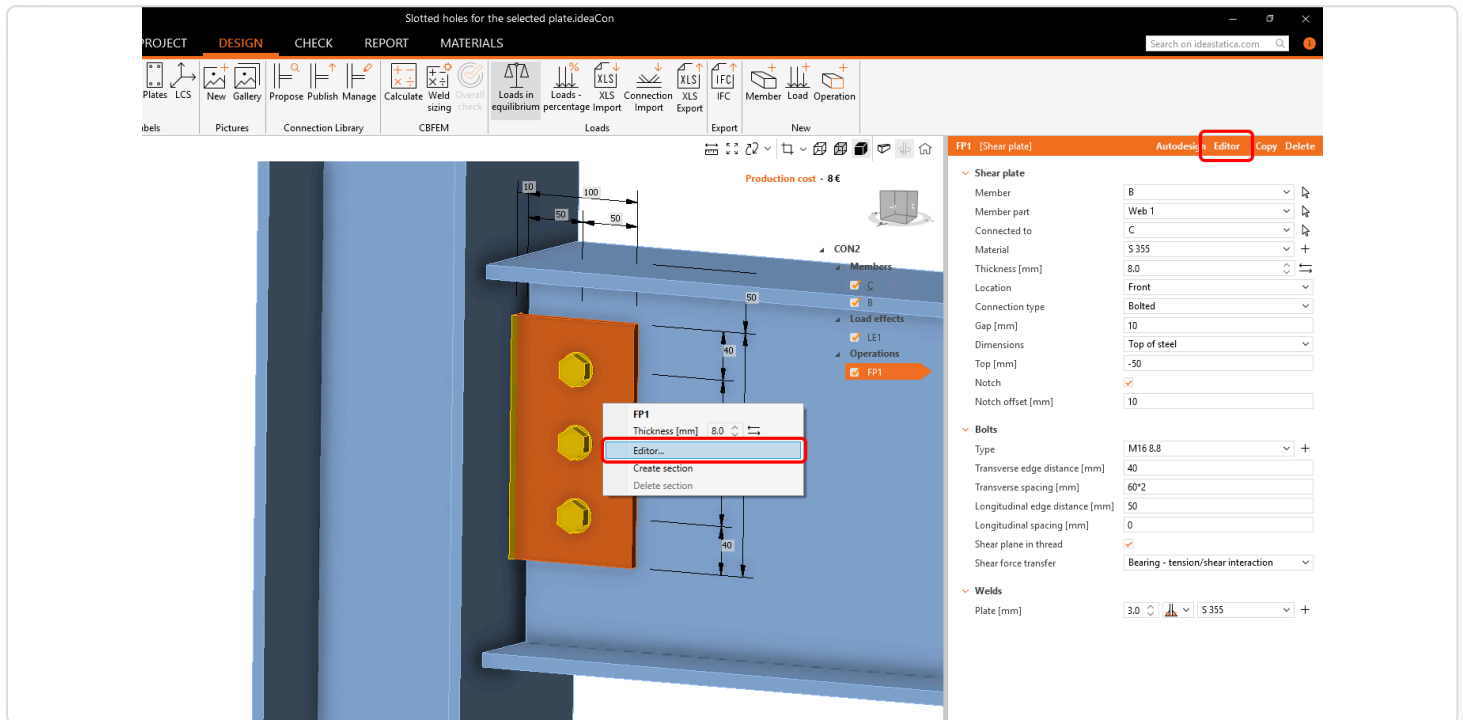 Slotted holes for the selected plate.ideaCon
PROJECT DESIGN CHECK REPORT MATERIALS
Search on ideastatica.com
Plates LCS New Gallery Propose Publish Manage Calculate Weld sizing Overall check Loads in equilibrium Loads - percentage XLS Import Connection Import XLS Export IFC Member Load Operation
XLS XLS IFC
bels Pictures Connection Library CBFEM Loads Export New
Production cost - 8 €
10
100
50
50
50
40
40
CON2
Members
C
B
Load effects
LE1
Operations
FP1
FP1
Thickness [mm] 8.0
Editor...
Create section
Delete section
FP1 [Shear plate] Autodesign Editor Copy Delete
Shear plate
Member B
Member part Web 1
Connected to C
Material S 355
Thickness [mm] 8.0
Location Front
Connection type Bolted
Gap [mm] 10
Dimensions Top of steel
Top [mm] -50
Notch
Notch offset [mm] 10
Bolts
Type M16 8.8
Transverse edge distance [mm] 40
Transverse spacing [mm] 60*2
Longitudinal edge distance [mm] 50
Longitudinal spacing [mm] 0
Shear plane in thread
Shear force transfer Bearing - tension/shear interaction
Welds
Plate [mm] 3.0 S 355